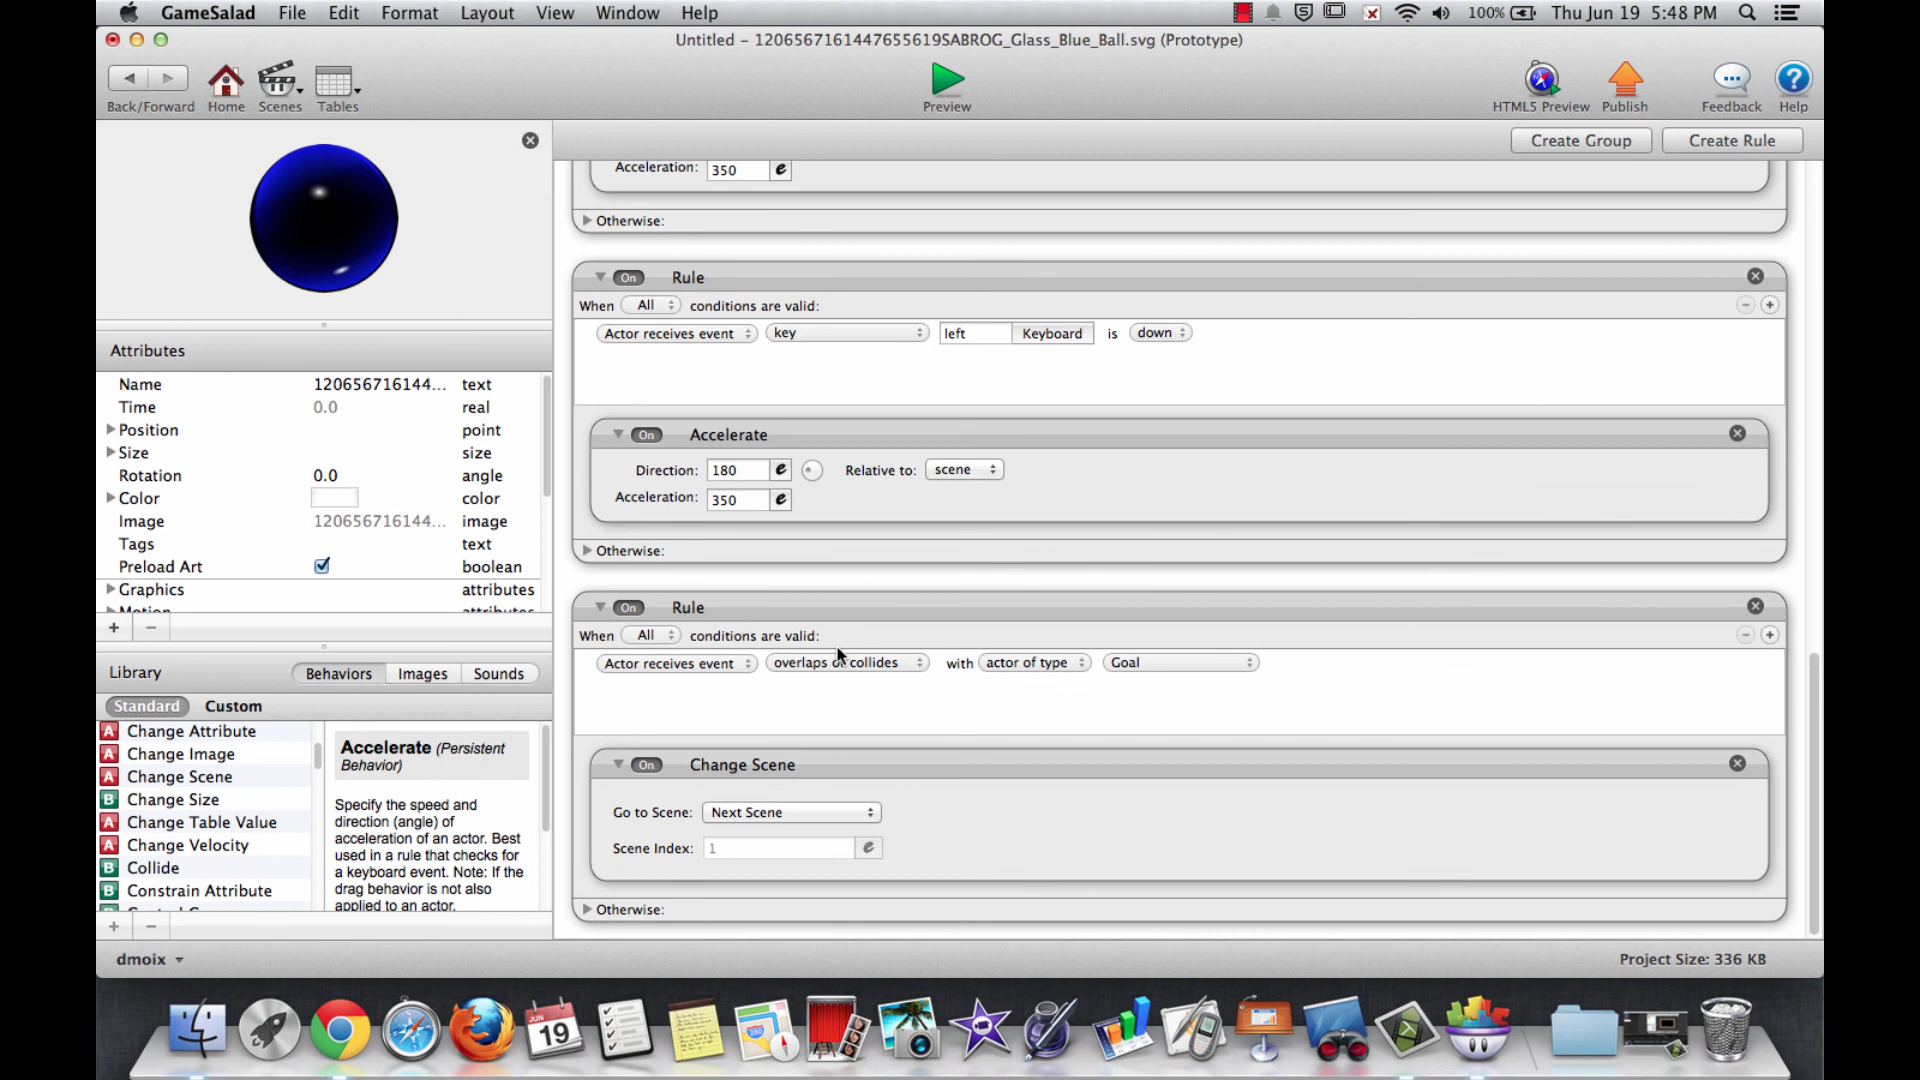 GameSalad File Edit Format Layout View Window Help 100% Thu Jun 19 5:48 PM
Untitled – 1206567161447655619SABROG_Glass_Blue_Ball.svg (Prototype)
Back/Forward Home Scenes Tables Preview HTML5 Preview Publish Feedback Help
Create Group Create Rule
Acceleration: 350 e
Otherwise:
On Rule
When All conditions are valid:
Actor receives event key left Keyboard is down
On Accelerate
Direction: 180 e Relative to: scene
Acceleration: 350 e
Otherwise:
On Rule
When All conditions are valid:
Actor receives event overlaps or collides with actor of type Goal
On Change Scene
Go to Scene: Next Scene
Scene Index: 1 e
Otherwise:
Attributes
Name 120656716144... text
Time 0.0 real
Position point
Size size
Rotation 0.0 angle
Color color
Image 120656716144... image
Tags text
Preload Art boolean
Graphics attributes
Motion attributes
+ −
Library Behaviors Images Sounds
Standard Custom
A Change Attribute
A Change Image
A Change Scene
B Change Size
A Change Table Value
A Change Velocity
B Collide
B Constrain Attribute
Accelerate (Persistent
Behavior)
Specify the speed and
direction (angle) of
acceleration of an actor. Best
used in a rule that checks for
a keyboard event. Note: If the
drag behavior is not also
applied to an actor.
+ −
dmoix Project Size: 336 KB
JUN
19